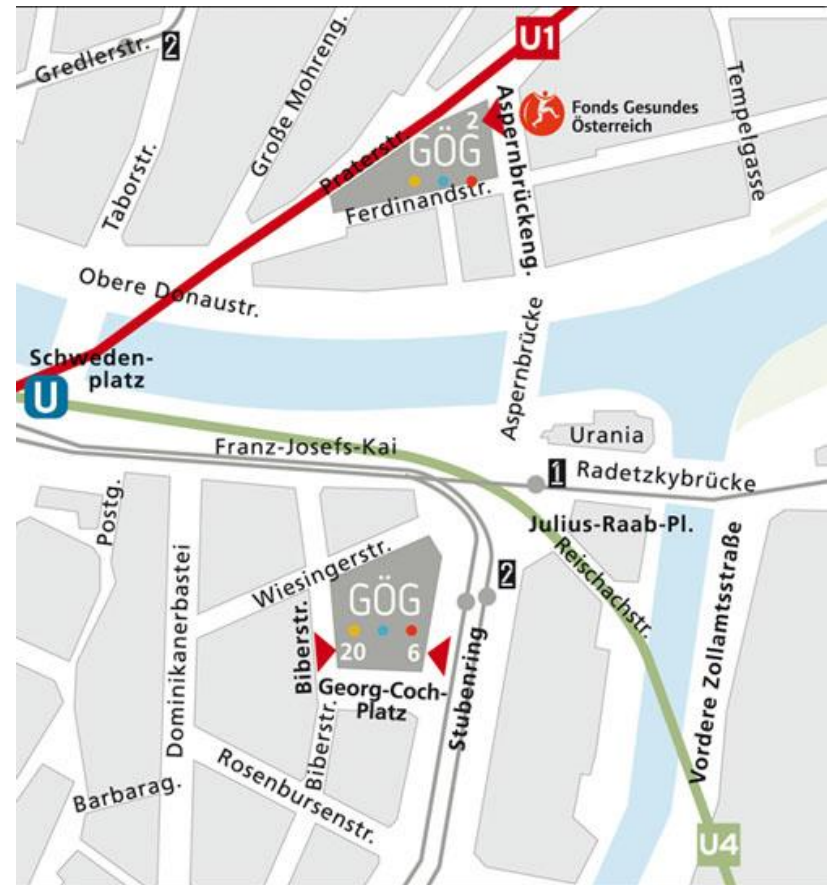 U1
Gredlerstr.
2
Große Mohreng.
Taborstr.
Praterstr.
2
GÖG
Aspernbrückeng.
Fonds Gesundes
Österreich
Tempelgasse
Ferdinandstr.
Obere Donaustr.
Schweden-
platz
U
Aspernbrücke
Urania
Franz-Josefs-Kai
1
Radetzkybrücke
Postg.
Julius-Raab-Pl.
Dominikanerbastei
Wiesingerstr.
2
Reischachstr.
GÖG
20
6
Biberstr.
Georg-Coch-
Platz
Stubenring
Vordere Zollamtsstraße
Biberstr.
Rosenbursenstr.
Barbarag.
U4